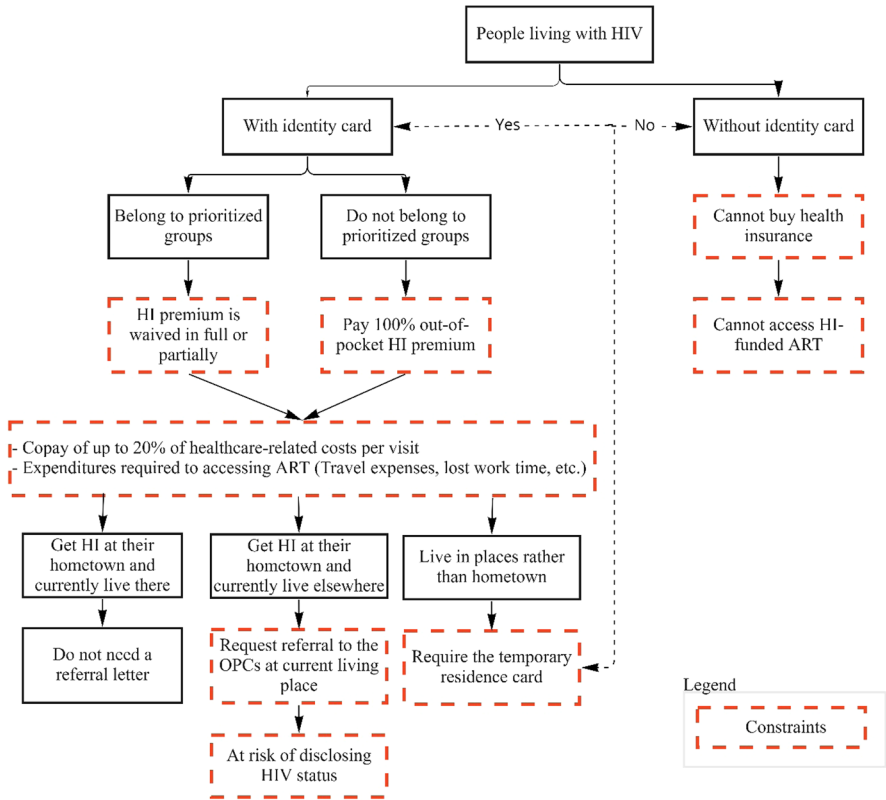 People living with HIV
With identity card
Yes
No
Without identity card
Belong to prioritized
groups
Do not belong to
prioritized groups
Cannot buy health
insurance
HI premium is
waived in full or
partially
Pay 100% out-of-
pocket HI premium
Cannot access HI-
funded ART
- Copay of up to 20% of healthcare-related costs per visit
- Expenditures required to accessing ART (Travel expenses, lost work time, etc.)
Get HI at their
hometown and
currently live there
Get HI at their
hometown and
currently live elsewhere
Live in places rather
than hometown
Do not need a
referral letter
Request referral to the
OPCs at current living
place
Require the temporary
residence card
At risk of disclosing
HIV status
Legend
Constraints